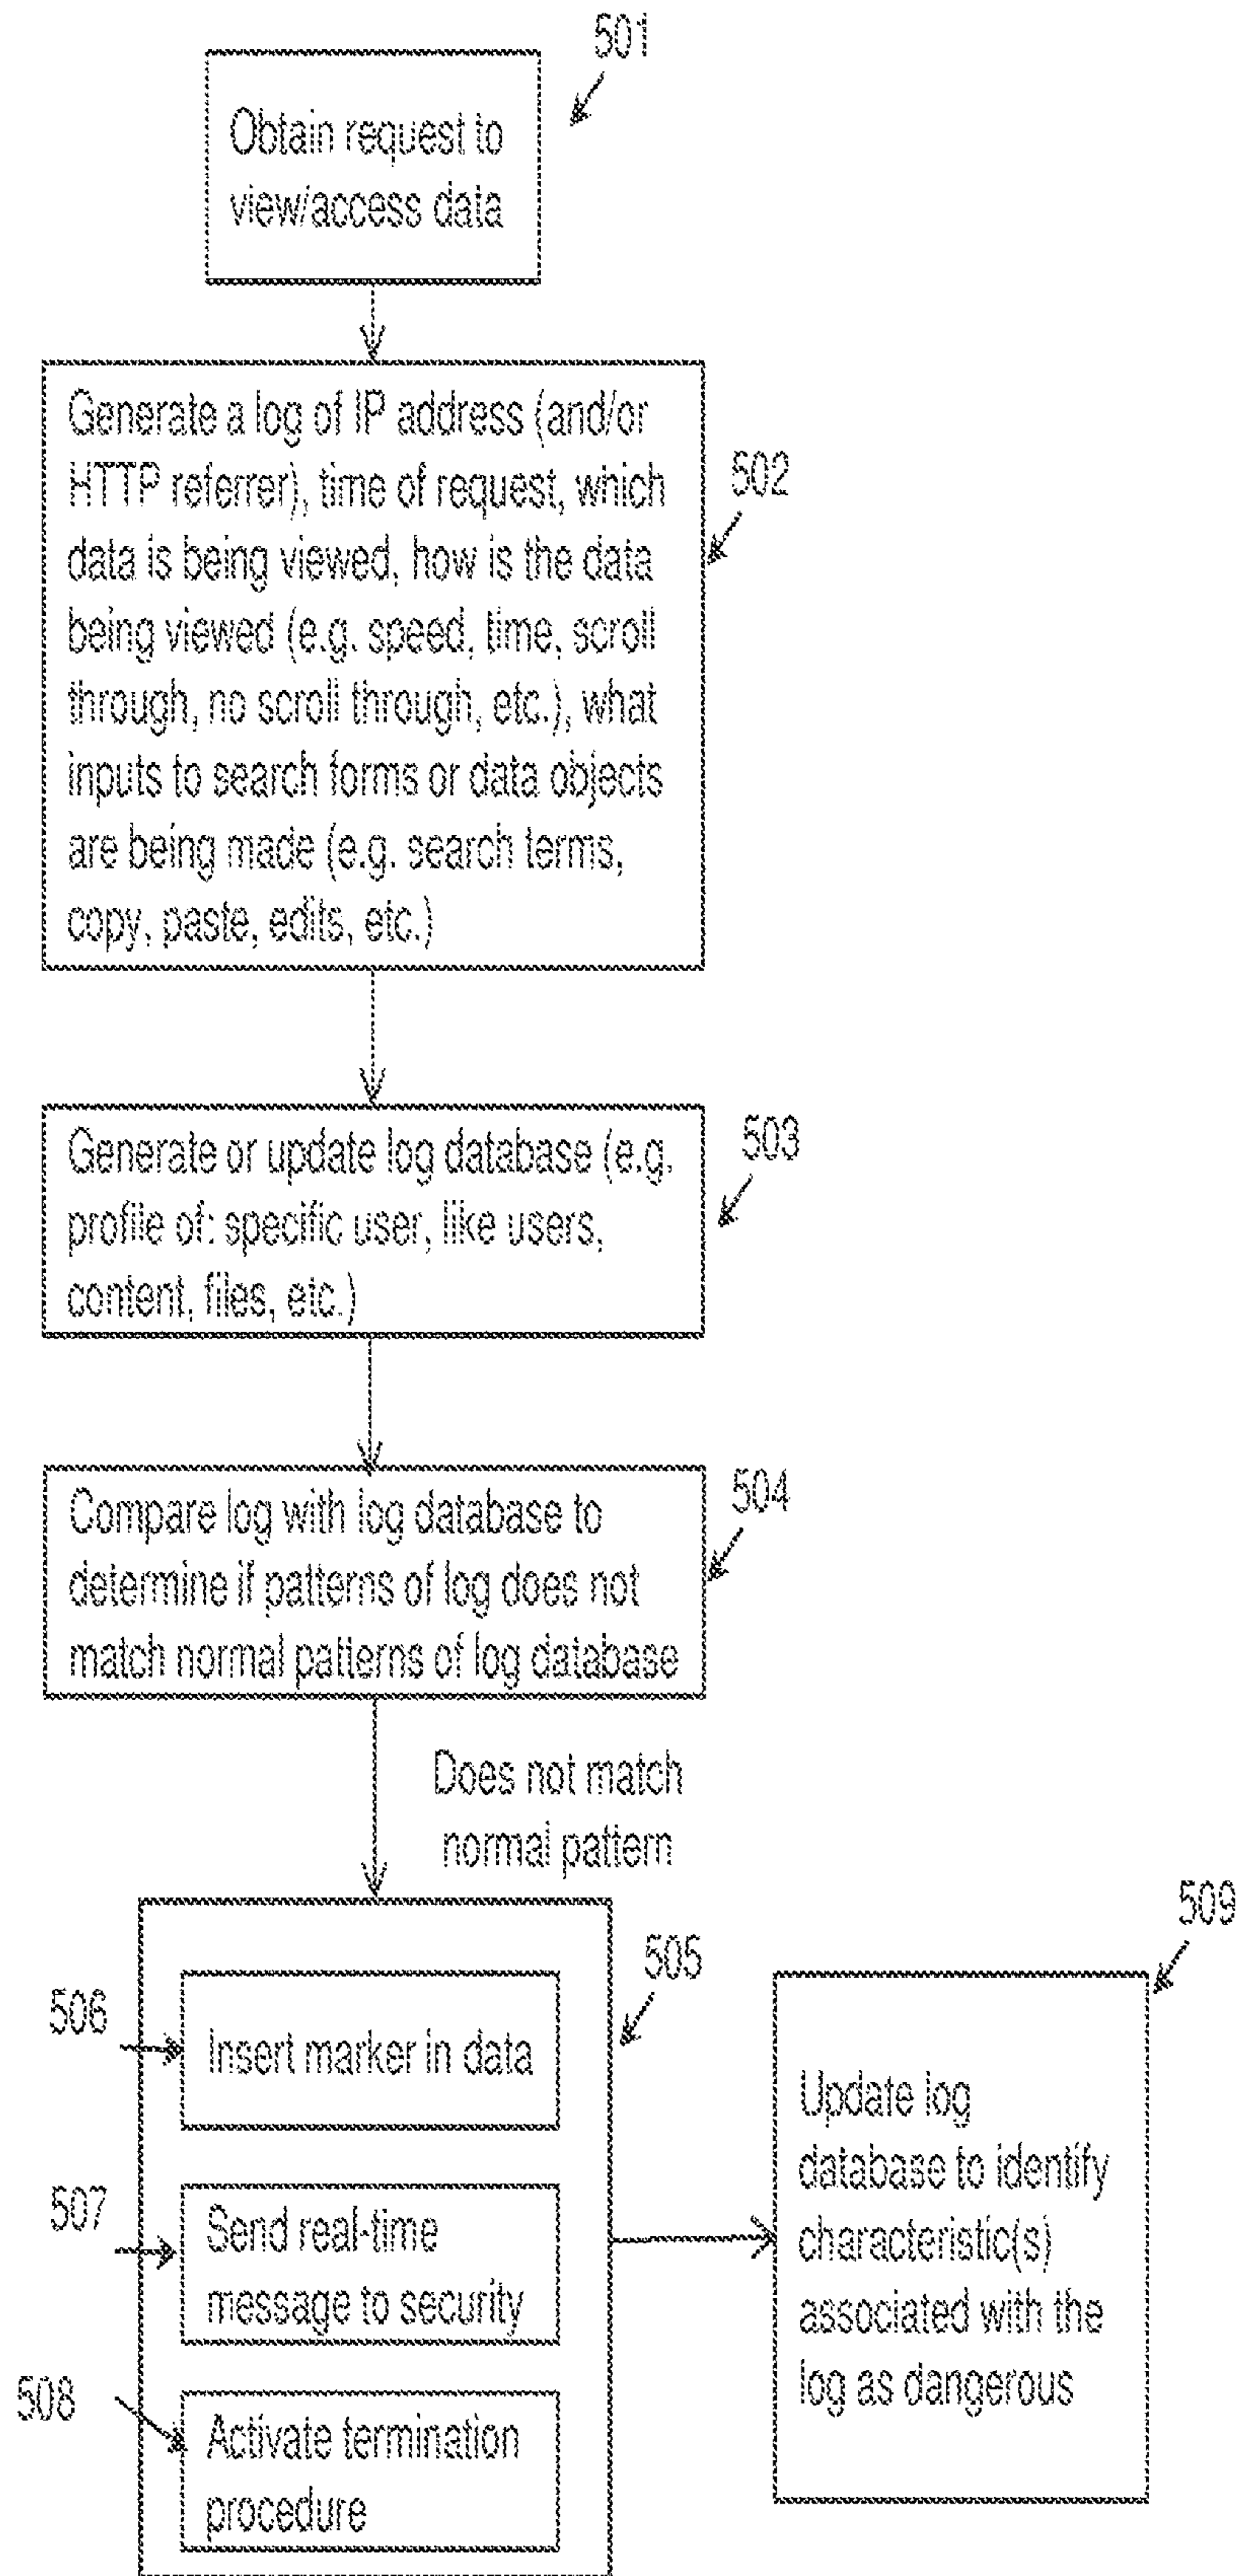 501
Obtain request to
view/access data
Generate a log of IP address (and/or
HTTP referrer), time of request, which
data is being viewed, how is the data
being viewed (e.g. speed, time, scroll
through, no scroll through, etc.), what
inputs to search forms or data objects
are being made (e.g. search terms,
copy, paste, edits, etc.)
502
Generate or update log database (e.g.
profile of: specific user, like users,
content, files, etc.)
503
Compare log with log database to
determine if patterns of log does not
match normal patterns of log database
504
Does not match
normal pattern
505
506
Insert marker in data
507
Send real-time
message to security
508
Activate termination
procedure
509
Update log
database to identify
characteristic(s)
associated with the
log as dangerous